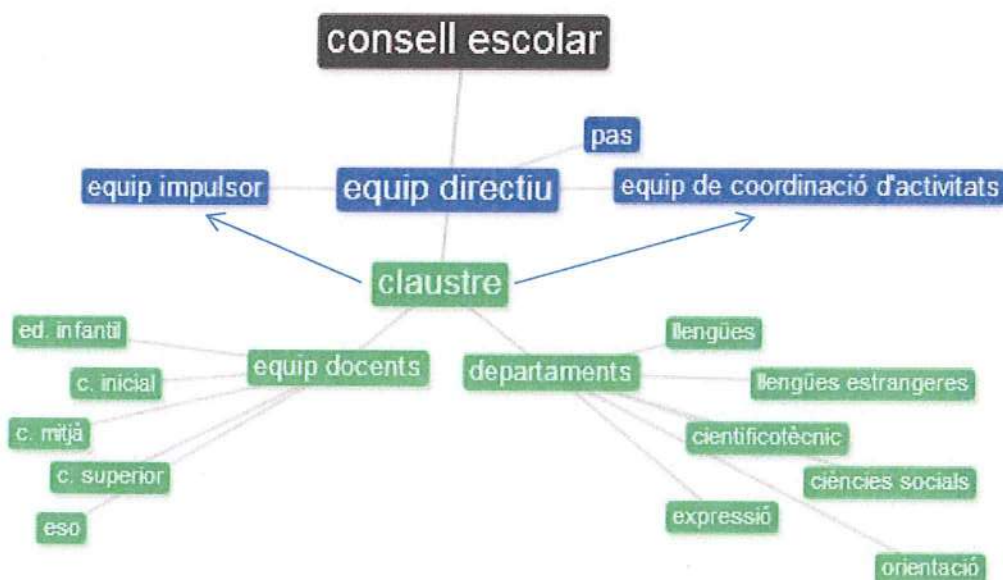 consell escolar
pas
equip impulsor
equip directiu
equip de coordinació d'activitats
claustre
ed. infantil
llengües
equip docents
departaments
c. inicial
llengües estrangeres
c. mitjà
cientificotècnic
c. superior
ciències socials
eso
expressió
orientació